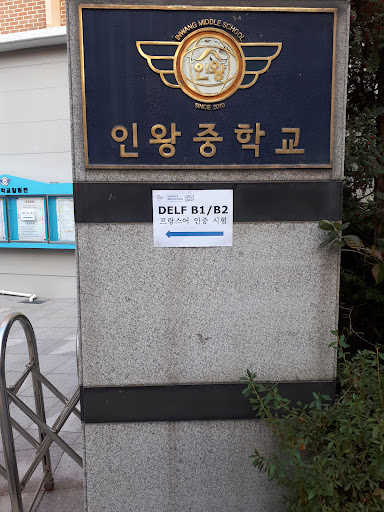 INWANG MIDDLE SCHOOL
인왕
SINCE 2010
인왕중학교
DELF B1/B2
프랑스어 인증 시험